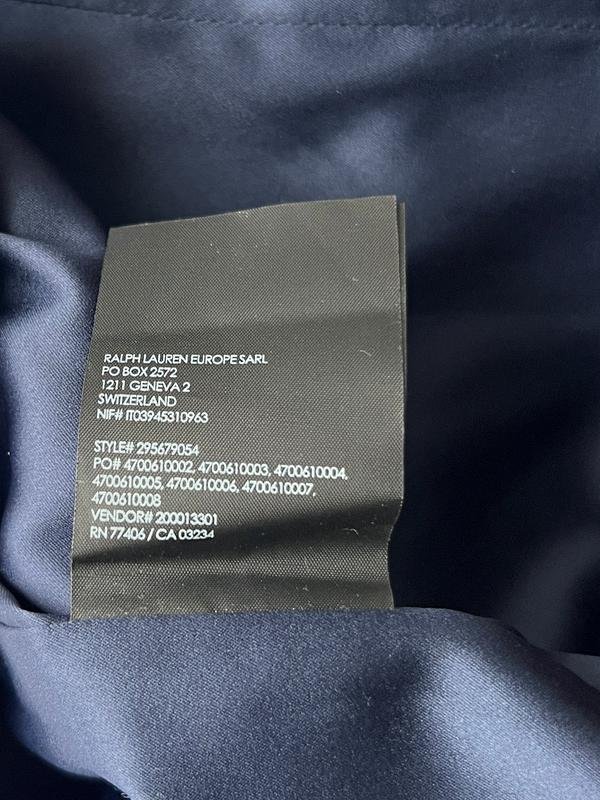 RALPH LAUREN EUROPE SARL
PO BOX 2572
1211 GENEVA 2
SWITZERLAND
NIF# IT03945310963
STYLE# 295679054
PO# 4700610002, 4700610003, 4700610004,
4700610005, 4700610006, 4700610007,
4700610008
VENDOR# 200013301
RN 77406 / CA 03234